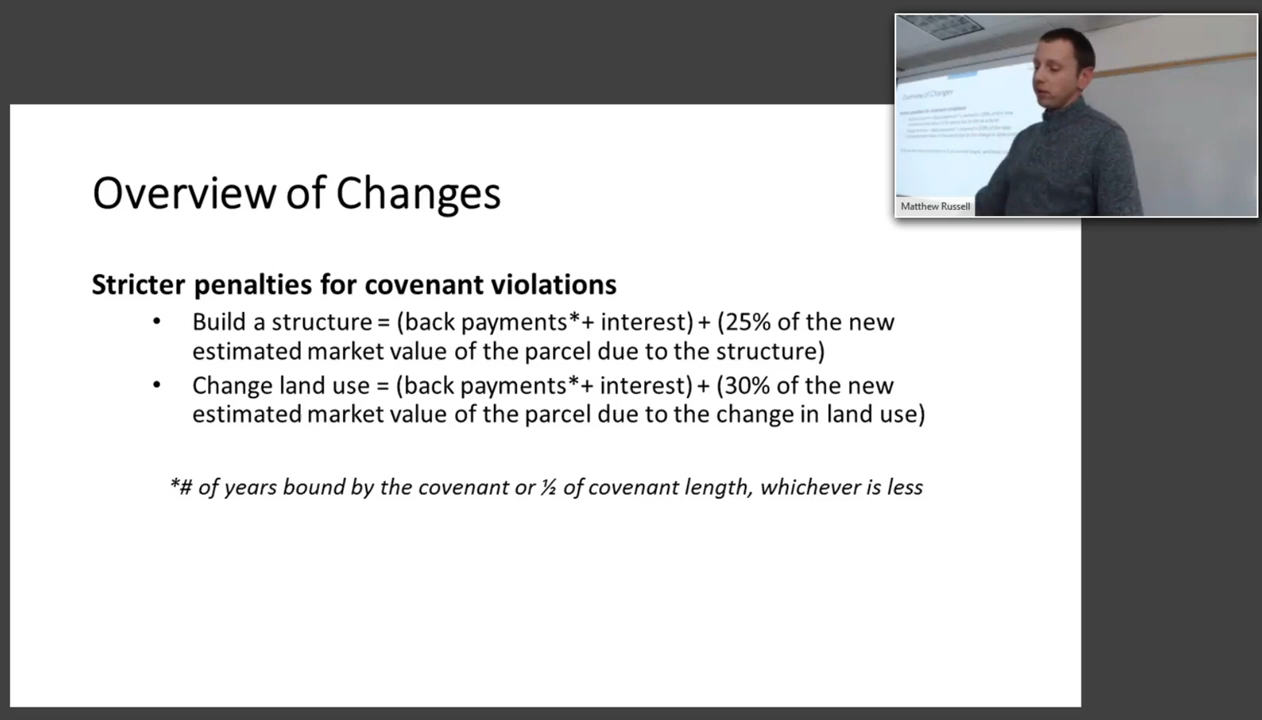 Overview of Changes
Matthew Russell
Stricter penalties for covenant violations
• Build a structure = (back payments*+ interest) + (25% of the new
estimated market value of the parcel due to the structure)
• Change land use = (back payments*+ interest) + (30% of the new
estimated market value of the parcel due to the change in land use)
*# of years bound by the covenant or ½ of covenant length, whichever is less
Overview of Changes